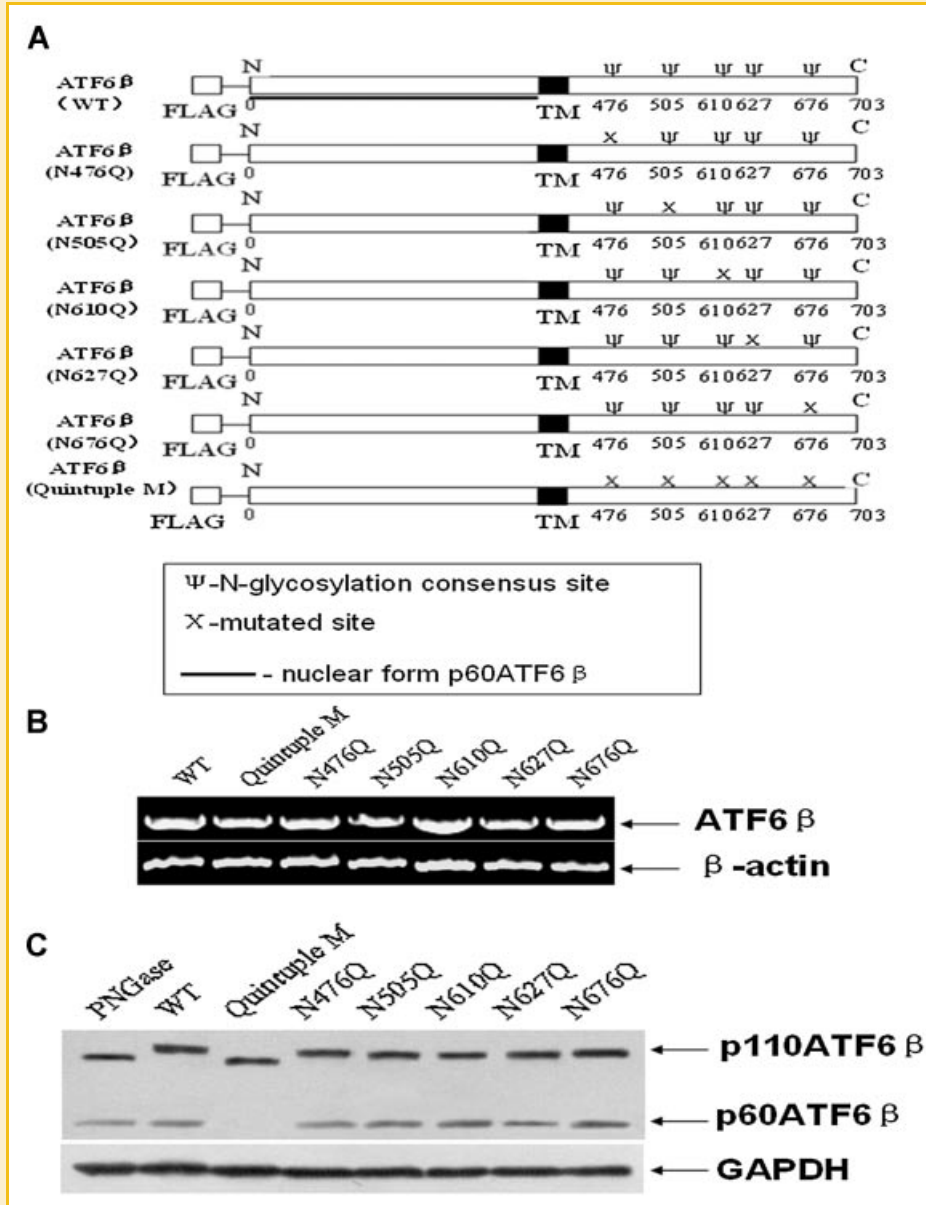 A
ATF6β (WT) FLAG N 0 TM Ψ Ψ Ψ Ψ Ψ C
476 505 610 627 676 703
ATF6β (N476Q) FLAG N 0 TM X Ψ Ψ Ψ Ψ C
476 505 610 627 676 703
ATF6β (N505Q) FLAG N 0 TM Ψ X Ψ Ψ Ψ C
476 505 610 627 676 703
ATF6β (N610Q) FLAG N 0 TM Ψ Ψ X Ψ Ψ C
476 505 610 627 676 703
ATF6β (N627Q) FLAG N 0 TM Ψ Ψ Ψ X Ψ C
476 505 610 627 676 703
ATF6β (N676Q) FLAG N 0 TM Ψ Ψ Ψ Ψ X C
476 505 610 627 676 703
ATF6β (Quintuple M) FLAG N 0 TM X X X X X C
476 505 610 627 676 703
Ψ-N-glycosylation consensus site
X-mutated site
- nuclear form p60ATF6β
B
WT Quintuple M N476Q N505Q N610Q N627Q N676Q
ATF6β
β-actin
C
PNGase WT Quintuple M N476Q N505Q N610Q N627Q N676Q
p110ATF6β
p60ATF6β
GAPDH